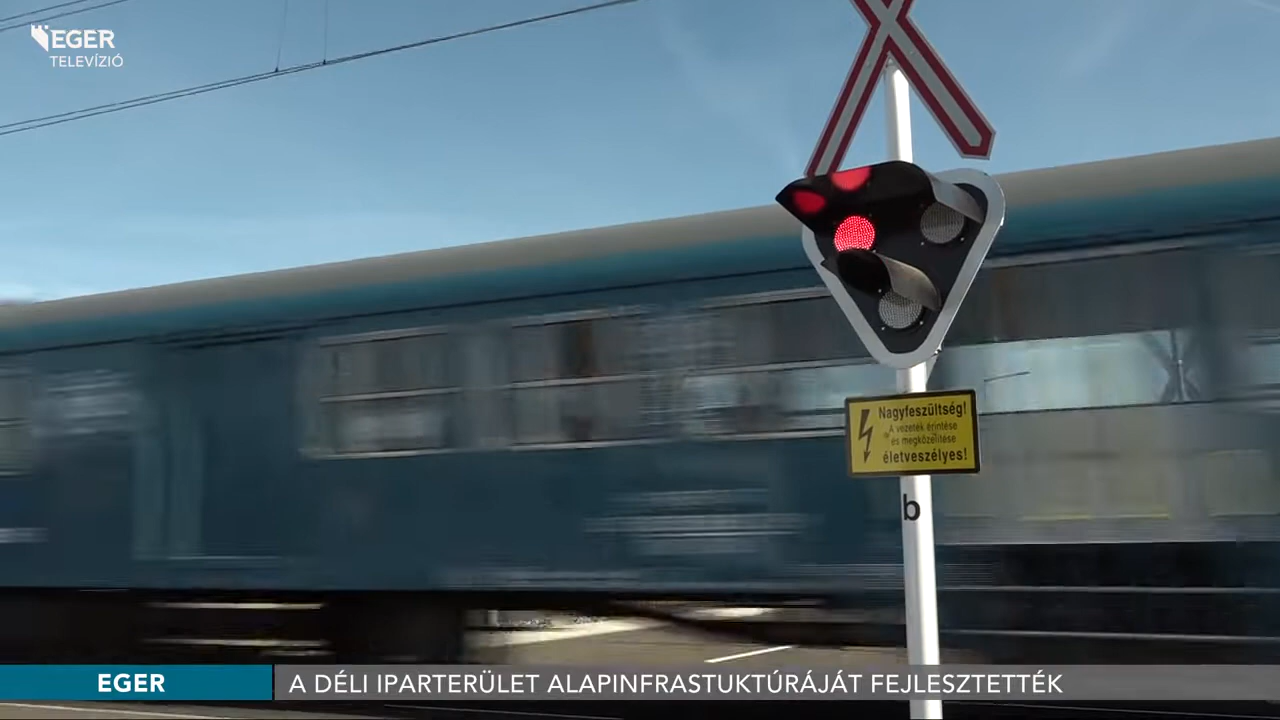 EGER
TELEVÍZIÓ
Nagyfeszültség!
A vezeték érintése
és megközelítése
életveszélyes!
b
EGER
A DÉLI IPARTERÜLET ALAPINFRASTUKTÚRÁJÁT FEJLESZTETTÉK